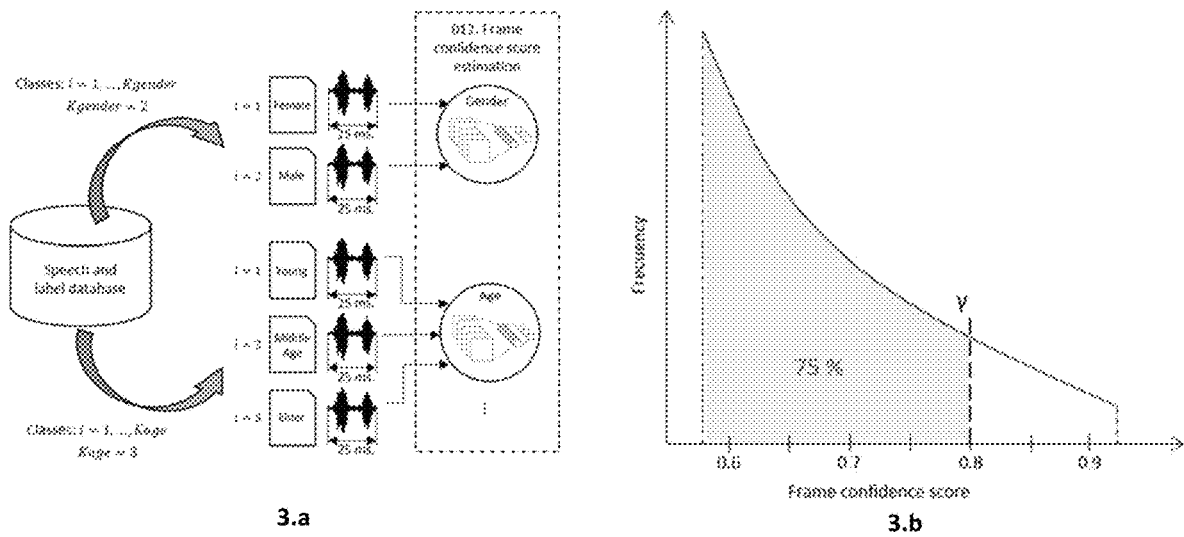 Classes: i = 1, ..., Kgender
Kgender = 2
Speech and
label database
Classes: i = 1, ..., Kage
Kage = 3
i = 1
Female
25 ms.
i = 2
Male
25 ms.
i = 1
Young
25 ms.
i = 2
Middle
Age
25 ms.
i = 3
Elder
25 ms.
012. Frame
confidence score
estimation
Gender
Age
⋮
3.a
Frecuency
γ
75 %
0.6 0.7 0.8 0.9
Frame confidence score
3.b